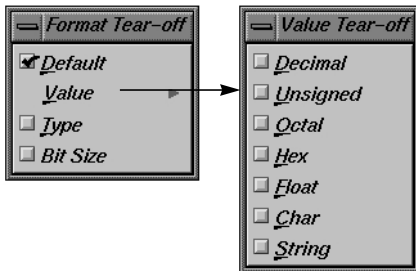 Format Tear-off
Default
Value
Type
Bit Size
Value Tear-off
Decimal
Unsigned
Octal
Hex
Float
Char
String